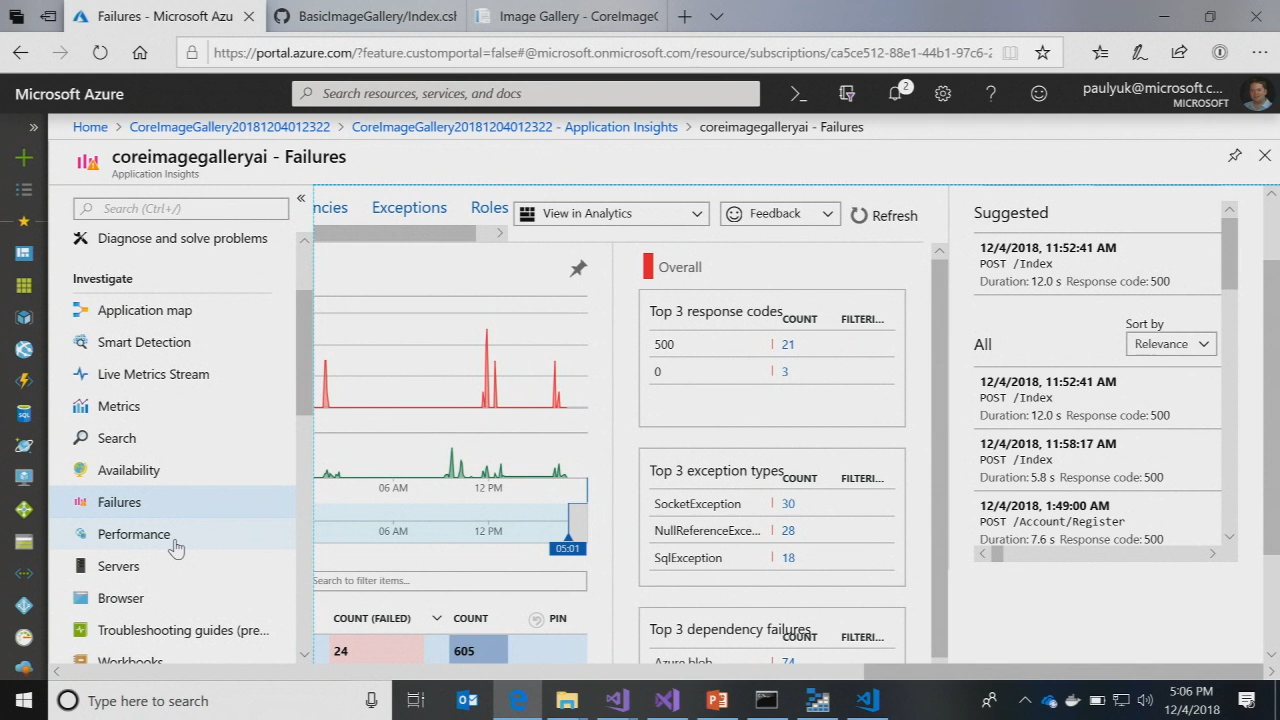 Failures - Microsoft Azu
BasicImageGallery/Index.csh
Image Gallery - CoreImageG
https://portal.azure.com/?feature.customportal=false#@microsoft.onmicrosoft.com/resource/subscriptions/ca5ce512-88e1-44b1-97c6-2
Microsoft Azure
Search resources, services, and docs
2
paulyuk@microsoft.c...
MICROSOFT
Home
CoreImageGallery20181204012322
CoreImageGallery20181204012322 - Application Insights
coreimagegalleryai - Failures
coreimagegalleryai - Failures
Application Insights
Search (Ctrl+/)
Diagnose and solve problems
Investigate
Application map
Smart Detection
Live Metrics Stream
Metrics
Search
Availability
Failures
Performance
Servers
Browser
Troubleshooting guides (pre...
Workbooks
ncies
Exceptions
Roles
View in Analytics
Feedback
Refresh
06 AM
12 PM
06 AM
12 PM
05:01
Search to filter items...
COUNT (FAILED)
COUNT
PIN
24
605
Overall
Top 3 response codes
COUNT
FILTERI...
500
21
0
3
Top 3 exception types
COUNT
FILTERI...
SocketException
30
NullReferenceExce...
28
SqlException
18
Top 3 dependency failures
COUNT
FILTERI...
Azure blob
74
Suggested
12/4/2018, 11:52:41 AM
POST /Index
Duration: 12.0 s Response code: 500
All
Sort by
Relevance
12/4/2018, 11:52:41 AM
POST /Index
Duration: 12.0 s Response code: 500
12/4/2018, 11:58:17 AM
POST /Index
Duration: 5.8 s Response code: 500
12/4/2018, 1:49:00 AM
POST /Account/Register
Duration: 7.6 s Response code: 500
Type here to search
5:06 PM
12/4/2018